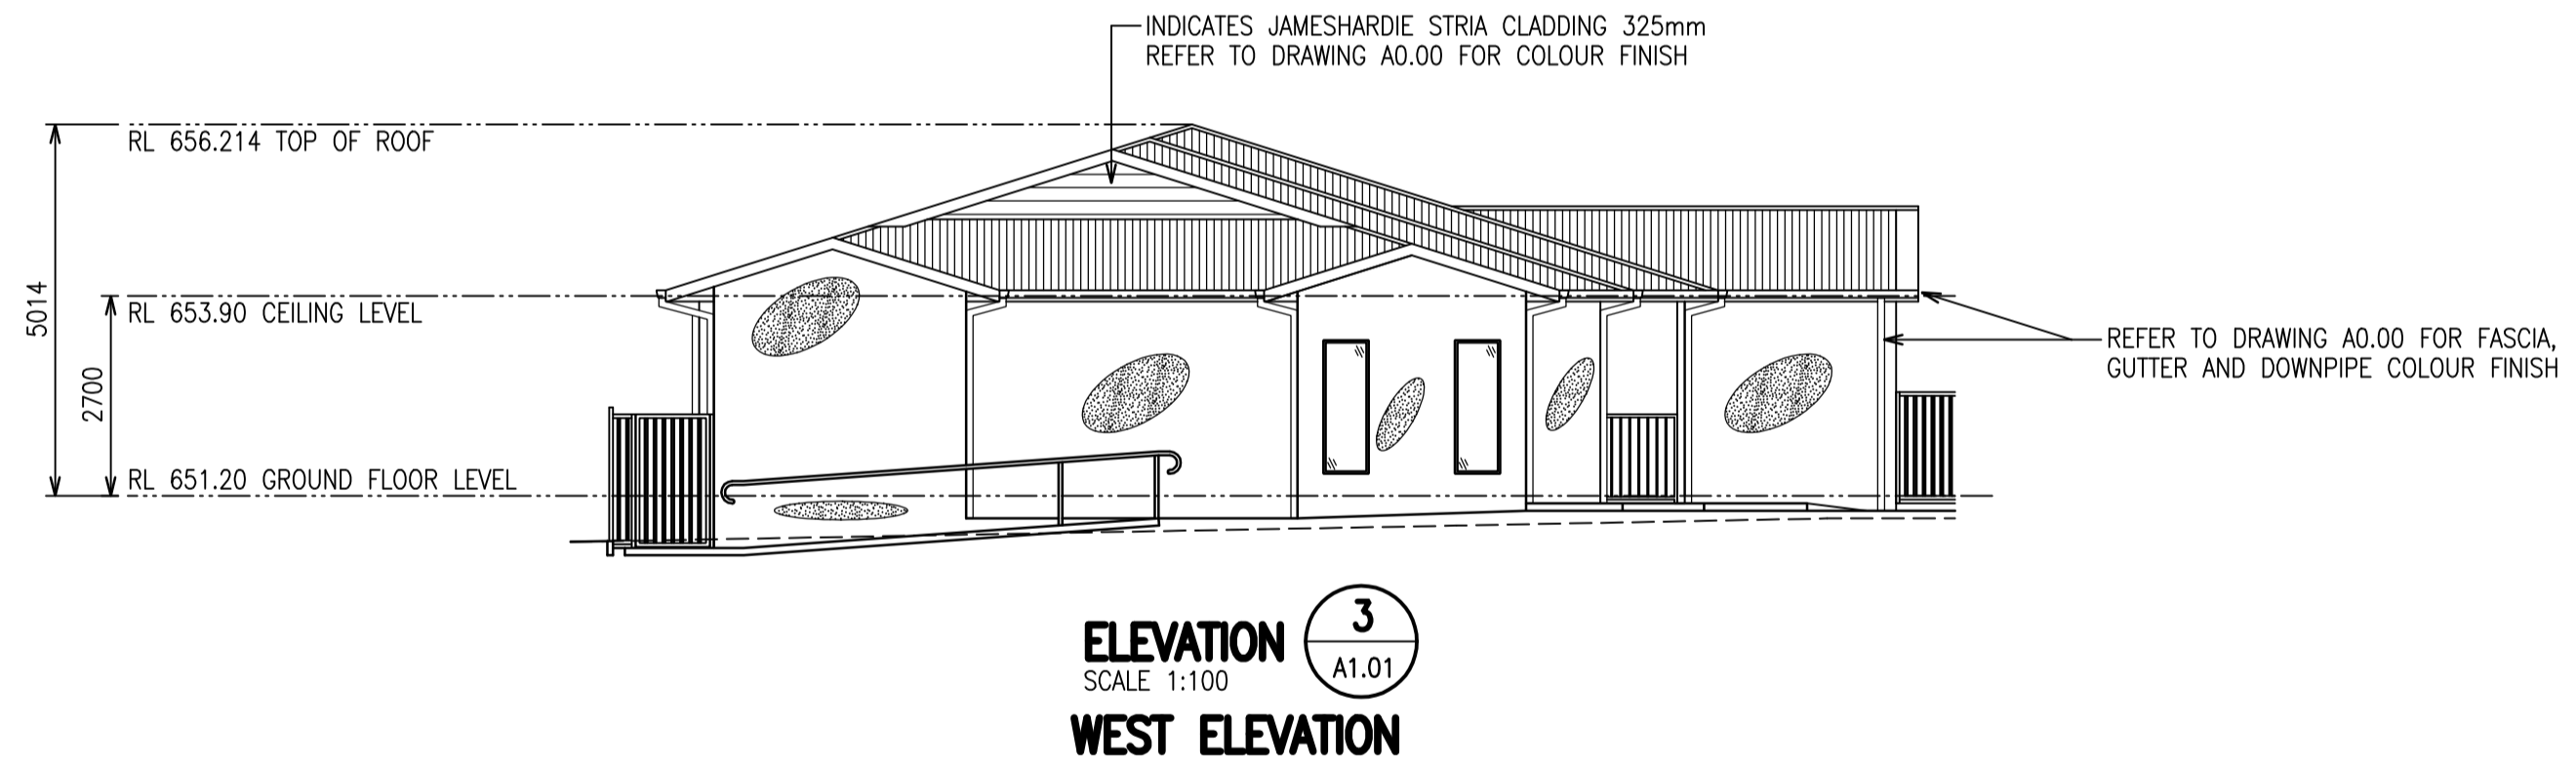 INDICATES JAMESHARDIE STRIA CLADDING 325mm
REFER TO DRAWING A0.00 FOR COLOUR FINISH
RL 656.214 TOP OF ROOF
5014
RL 653.90 CEILING LEVEL
2700
RL 651.20 GROUND FLOOR LEVEL
REFER TO DRAWING A0.00 FOR FASCIA,
GUTTER AND DOWNPIPE COLOUR FINISH
ELEVATION
SCALE 1:100
3
A1.01
WEST ELEVATION